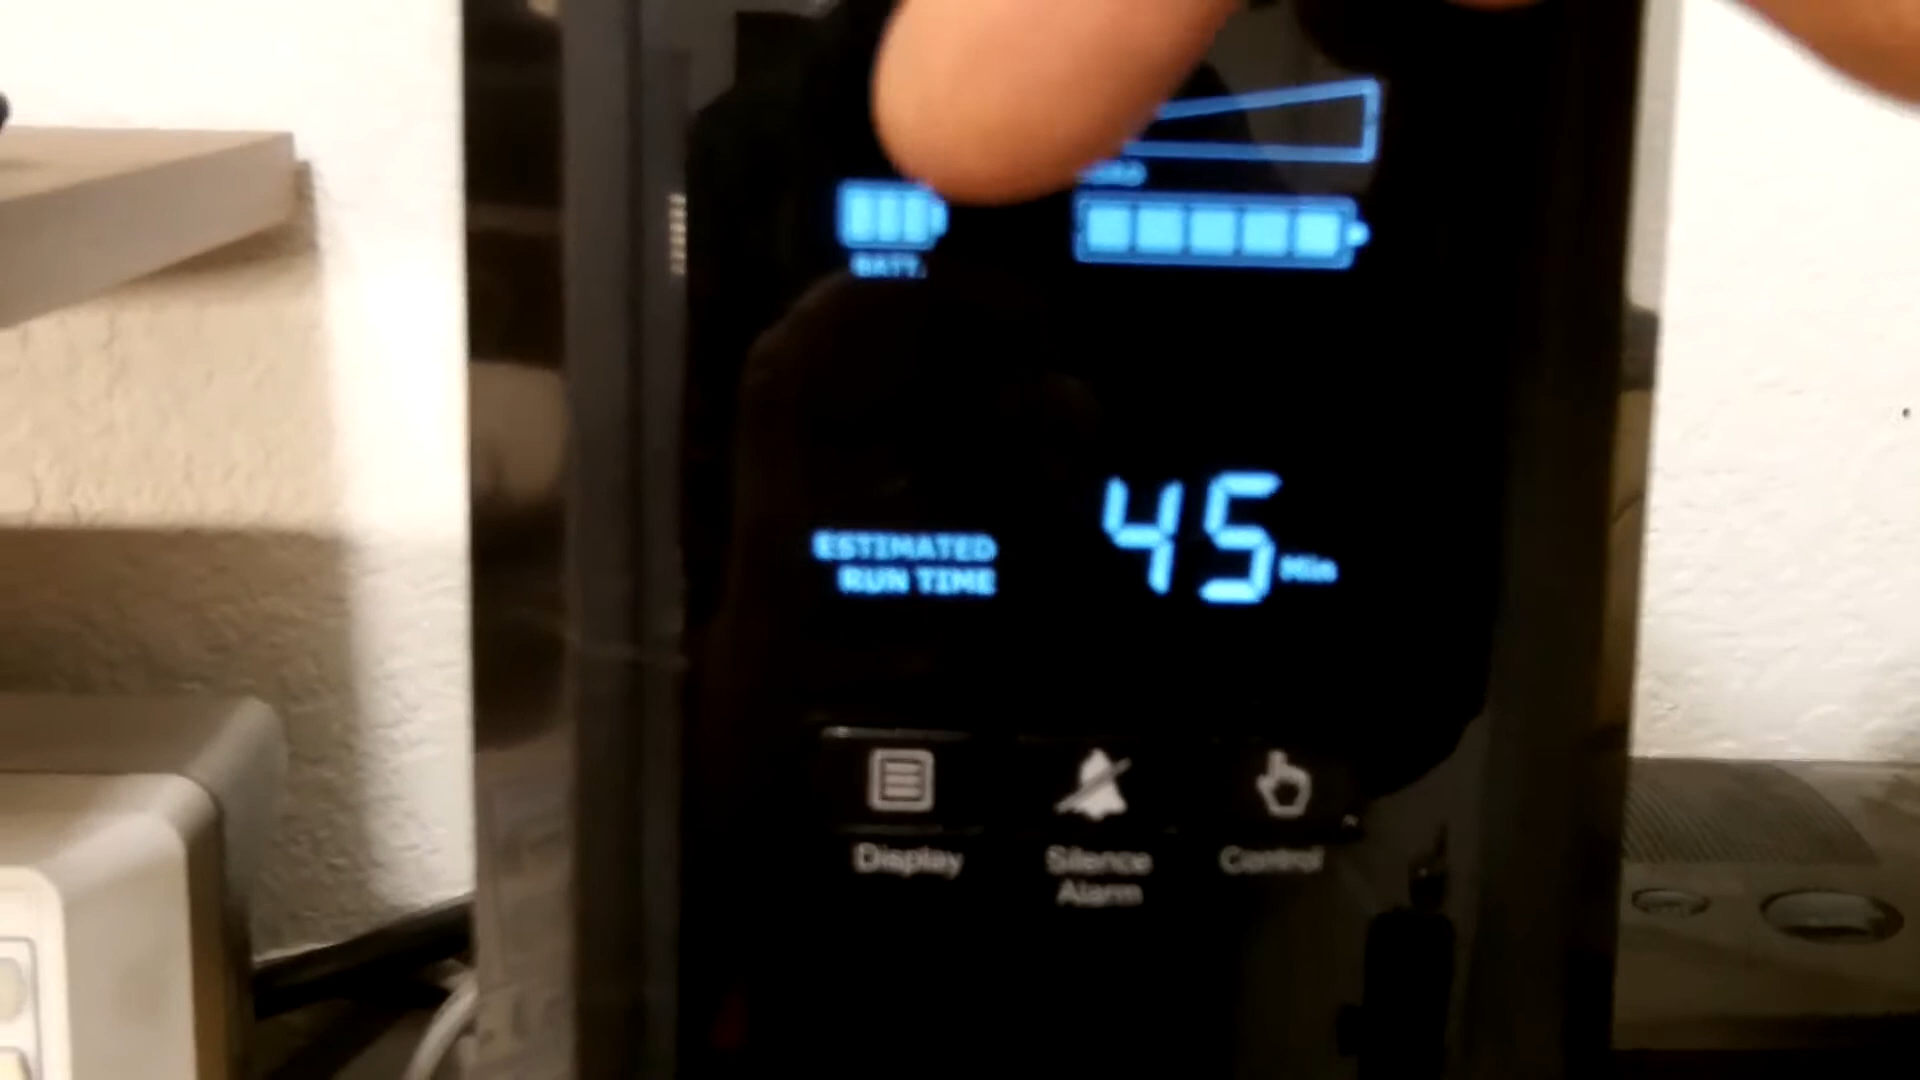 BATT.
ESTIMATED
RUN TIME
45 Min
Display
Silence
Alarm
Control